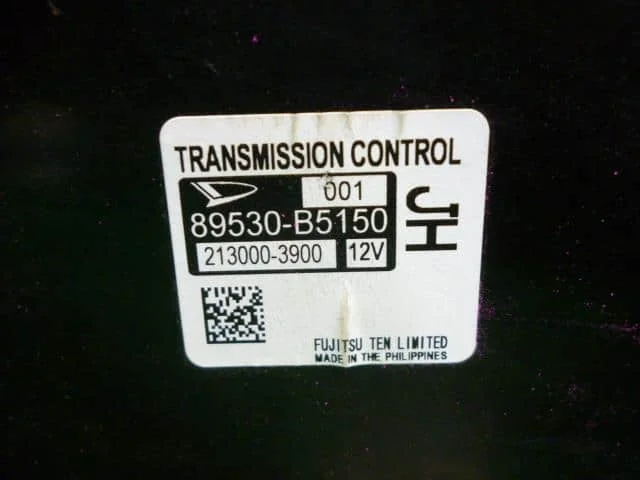 TRANSMISSION CONTROL
001
89530-B5150
213000-3900 12V
JH
FUJITSU TEN LIMITED
MADE IN THE PHILIPPINES